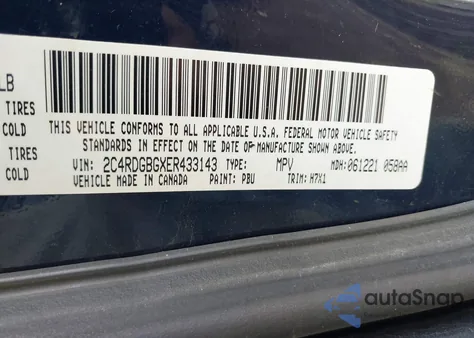 LB
TIRES
COLD
TIRES
COLD
THIS VEHICLE CONFORMS TO ALL APPLICABLE U.S.A. FEDERAL MOTOR VEHICLE SAFETY
STANDARDS IN EFFECT ON THE DATE OF MANUFACTURE SHOWN ABOVE.
VIN: 2C4RDGBGXER433143 TYPE: MPV MDH:061221 058AA
VEHICLE MADE IN CANADA PAINT: PBU TRIM: H7X1
autoSnap